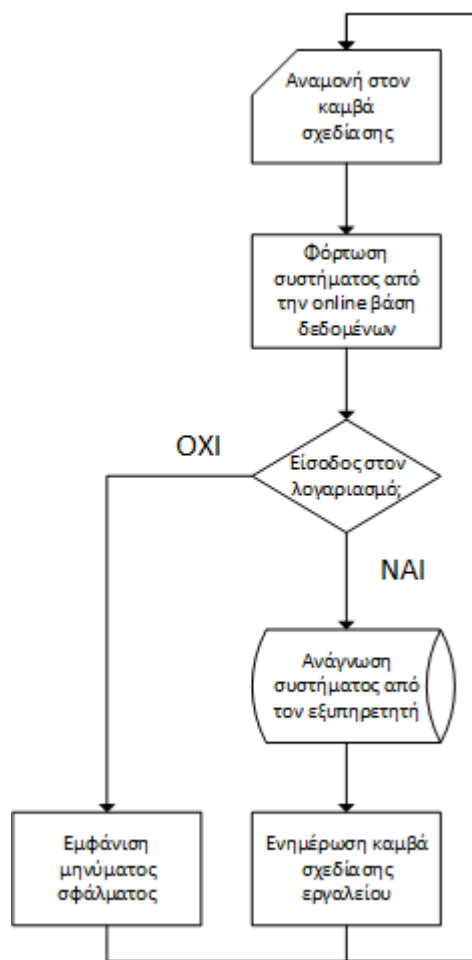 Αναμονή στον
καμβά
σχεδίασης
Φόρτωση
συστήματος από
την online βάση
δεδομένων
ΟΧΙ
Είσοδος στον
λογαριασμό;
ΝΑΙ
Ανάγνωση
συστήματος από
τον εξυπηρετητή
Εμφάνιση
μηνύματος
σφάλματος
Ενημέρωση καμβά
σχεδίασης
εργαλείου